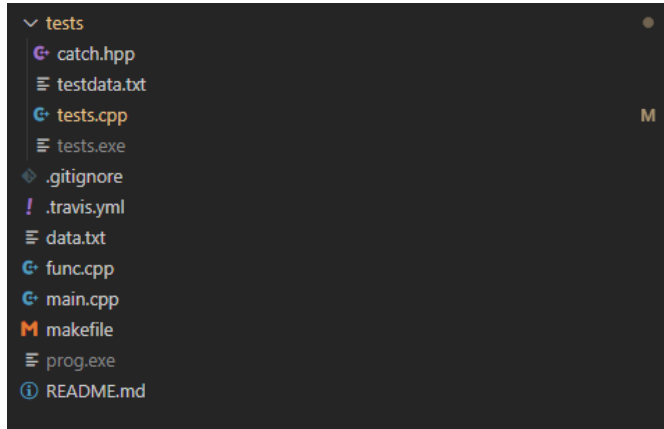 tests
catch.hpp
testdata.txt
tests.cpp M
tests.exe
.gitignore
.travis.yml
data.txt
func.cpp
main.cpp
makefile
prog.exe
README.md